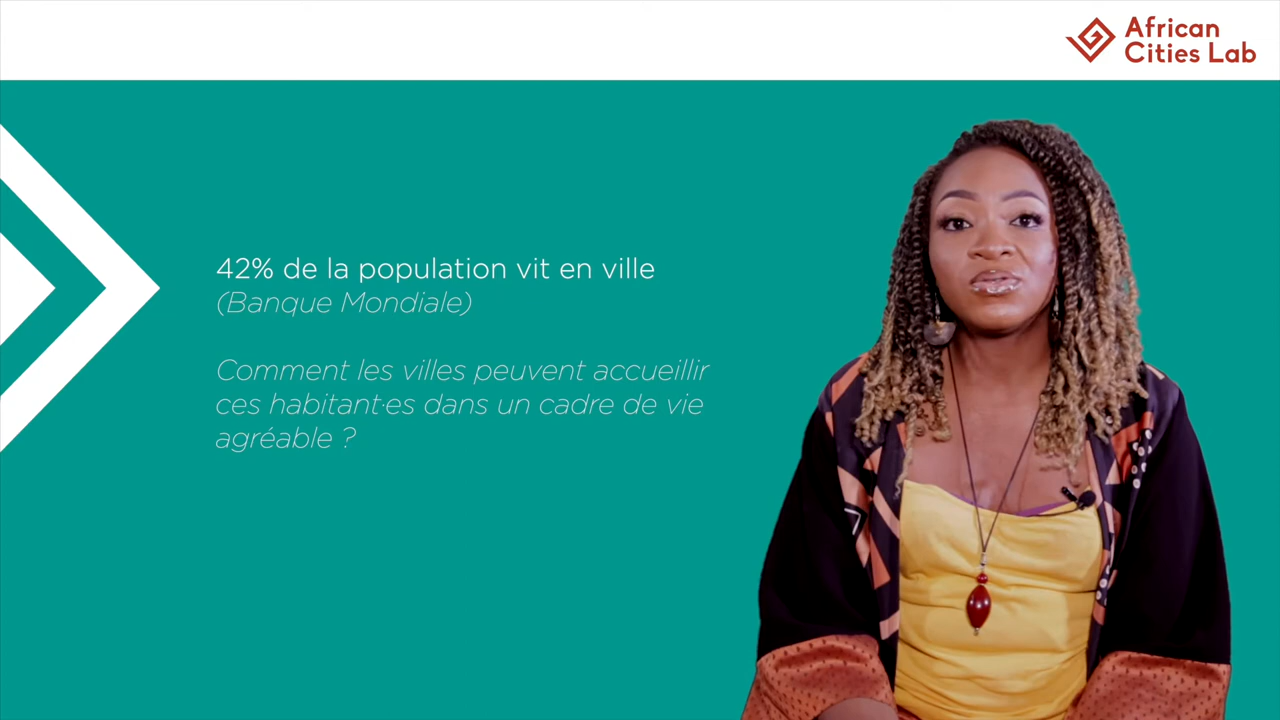 African
Cities Lab
42% de la population vit en ville
(Banque Mondiale)
Comment les villes peuvent accueillir
ces habitant·es dans un cadre de vie
agréable ?